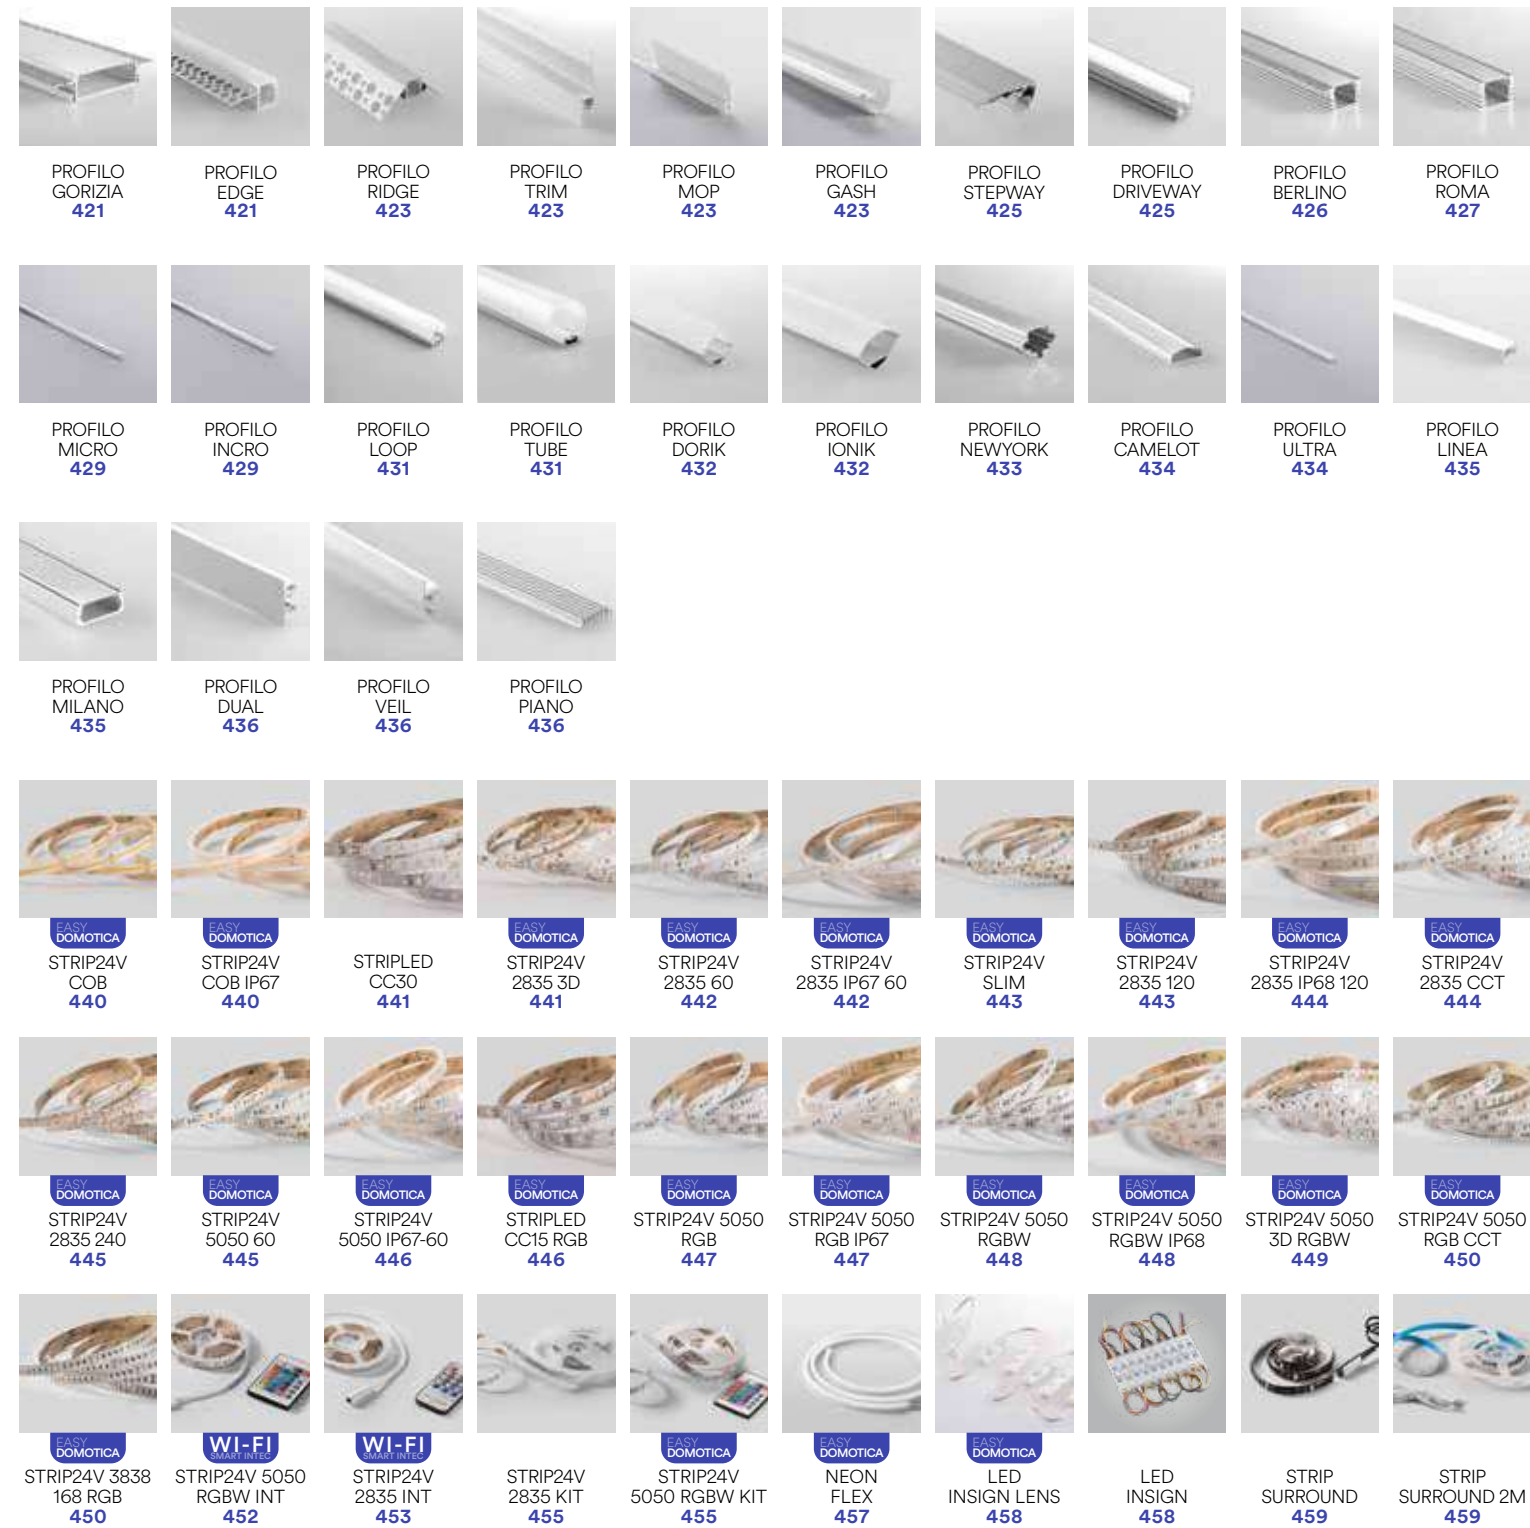 PROFILO
GORIZIA
421
PROFILO
EDGE
421
PROFILO
RIDGE
423
PROFILO
TRIM
423
PROFILO
MOP
423
PROFILO
GASH
423
PROFILO
STEPWAY
425
PROFILO
DRIVEWAY
425
PROFILO
BERLINO
426
PROFILO
ROMA
427
PROFILO
MICRO
429
PROFILO
INCRO
429
PROFILO
LOOP
431
PROFILO
TUBE
431
PROFILO
DORIK
432
PROFILO
IONIK
432
PROFILO
NEWYORK
433
PROFILO
CAMELOT
434
PROFILO
ULTRA
434
PROFILO
LINEA
435
PROFILO
MILANO
435
PROFILO
DUAL
436
PROFILO
VEIL
436
PROFILO
PIANO
436
EASY
DOMOTICA
STRIP24V
COB
440
EASY
DOMOTICA
STRIP24V
COB IP67
440
STRIPLED
CC30
441
EASY
DOMOTICA
STRIP24V
2835 3D
441
EASY
DOMOTICA
STRIP24V
2835 60
442
EASY
DOMOTICA
STRIP24V
2835 IP67 60
442
EASY
DOMOTICA
STRIP24V
SLIM
443
EASY
DOMOTICA
STRIP24V
2835 120
443
EASY
DOMOTICA
STRIP24V
2835 IP68 120
444
EASY
DOMOTICA
STRIP24V
2835 CCT
444
EASY
DOMOTICA
STRIP24V
2835 240
445
EASY
DOMOTICA
STRIP24V
5050 60
445
EASY
DOMOTICA
STRIP24V
5050 IP67-60
446
EASY
DOMOTICA
STRIPLED
CC15 RGB
446
EASY
DOMOTICA
STRIP24V 5050
RGB
447
EASY
DOMOTICA
STRIP24V 5050
RGB IP67
447
EASY
DOMOTICA
STRIP24V 5050
RGBW
448
EASY
DOMOTICA
STRIP24V 5050
RGBW IP68
448
EASY
DOMOTICA
STRIP24V 5050
3D RGBW
449
EASY
DOMOTICA
STRIP24V 5050
RGB CCT
450
EASY
DOMOTICA
STRIP24V 3838
168 RGB
450
WI-FI
SMART INTEC
STRIP24V 5050
RGBW INT
452
WI-FI
SMART INTEC
STRIP24V
2835 INT
453
STRIP24V
2835 KIT
455
EASY
DOMOTICA
STRIP24V
5050 RGBW KIT
455
EASY
DOMOTICA
NEON
FLEX
457
EASY
DOMOTICA
LED
INSIGN LENS
458
LED
INSIGN
458
STRIP
SURROUND
459
STRIP
SURROUND 2M
459